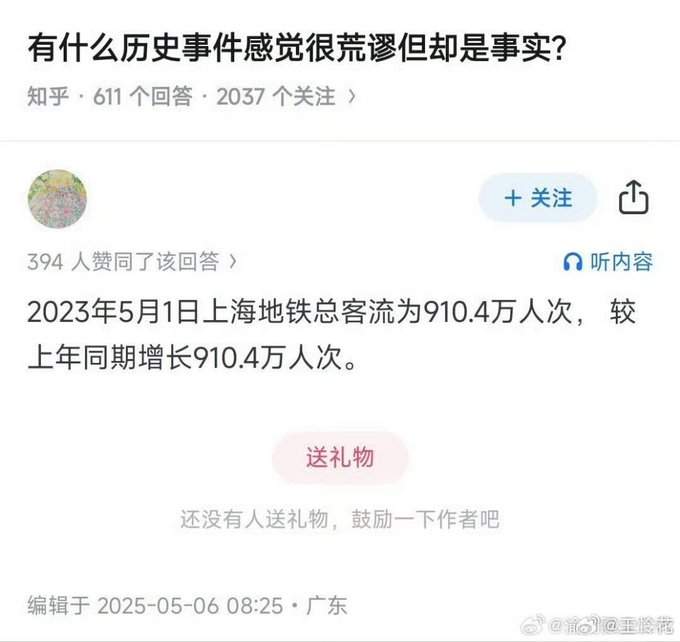 有什么历史事件感觉很荒谬但却是事实?
知乎 · 611 个回答 · 2037 个关注 >
+ 关注
394 人赞同了该回答 >
听内容
2023年5月1日上海地铁总客流为910.4万人次， 较
上年同期增长910.4万人次。
送礼物
还没有人送礼物，鼓励一下作者吧
编辑于 2025-05-06 08:25 · 广东
@王怜花